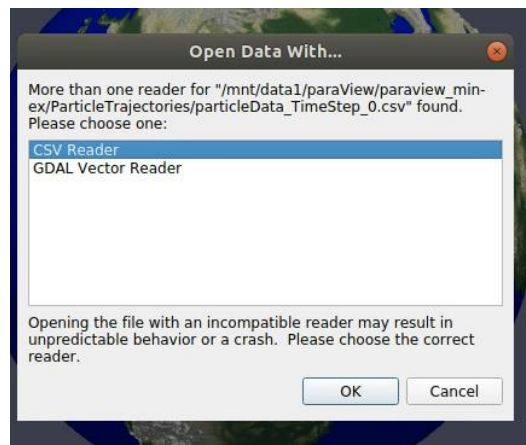 Open Data With...
More than one reader for "/mnt/data1/paraView/paraview_min-
ex/ParticleTrajectories/particleData_TimeStep_0.csv" found.
Please choose one:
CSV Reader
GDAL Vector Reader
Opening the file with an incompatible reader may result in
unpredictable behavior or a crash. Please choose the correct
reader.
OK
Cancel